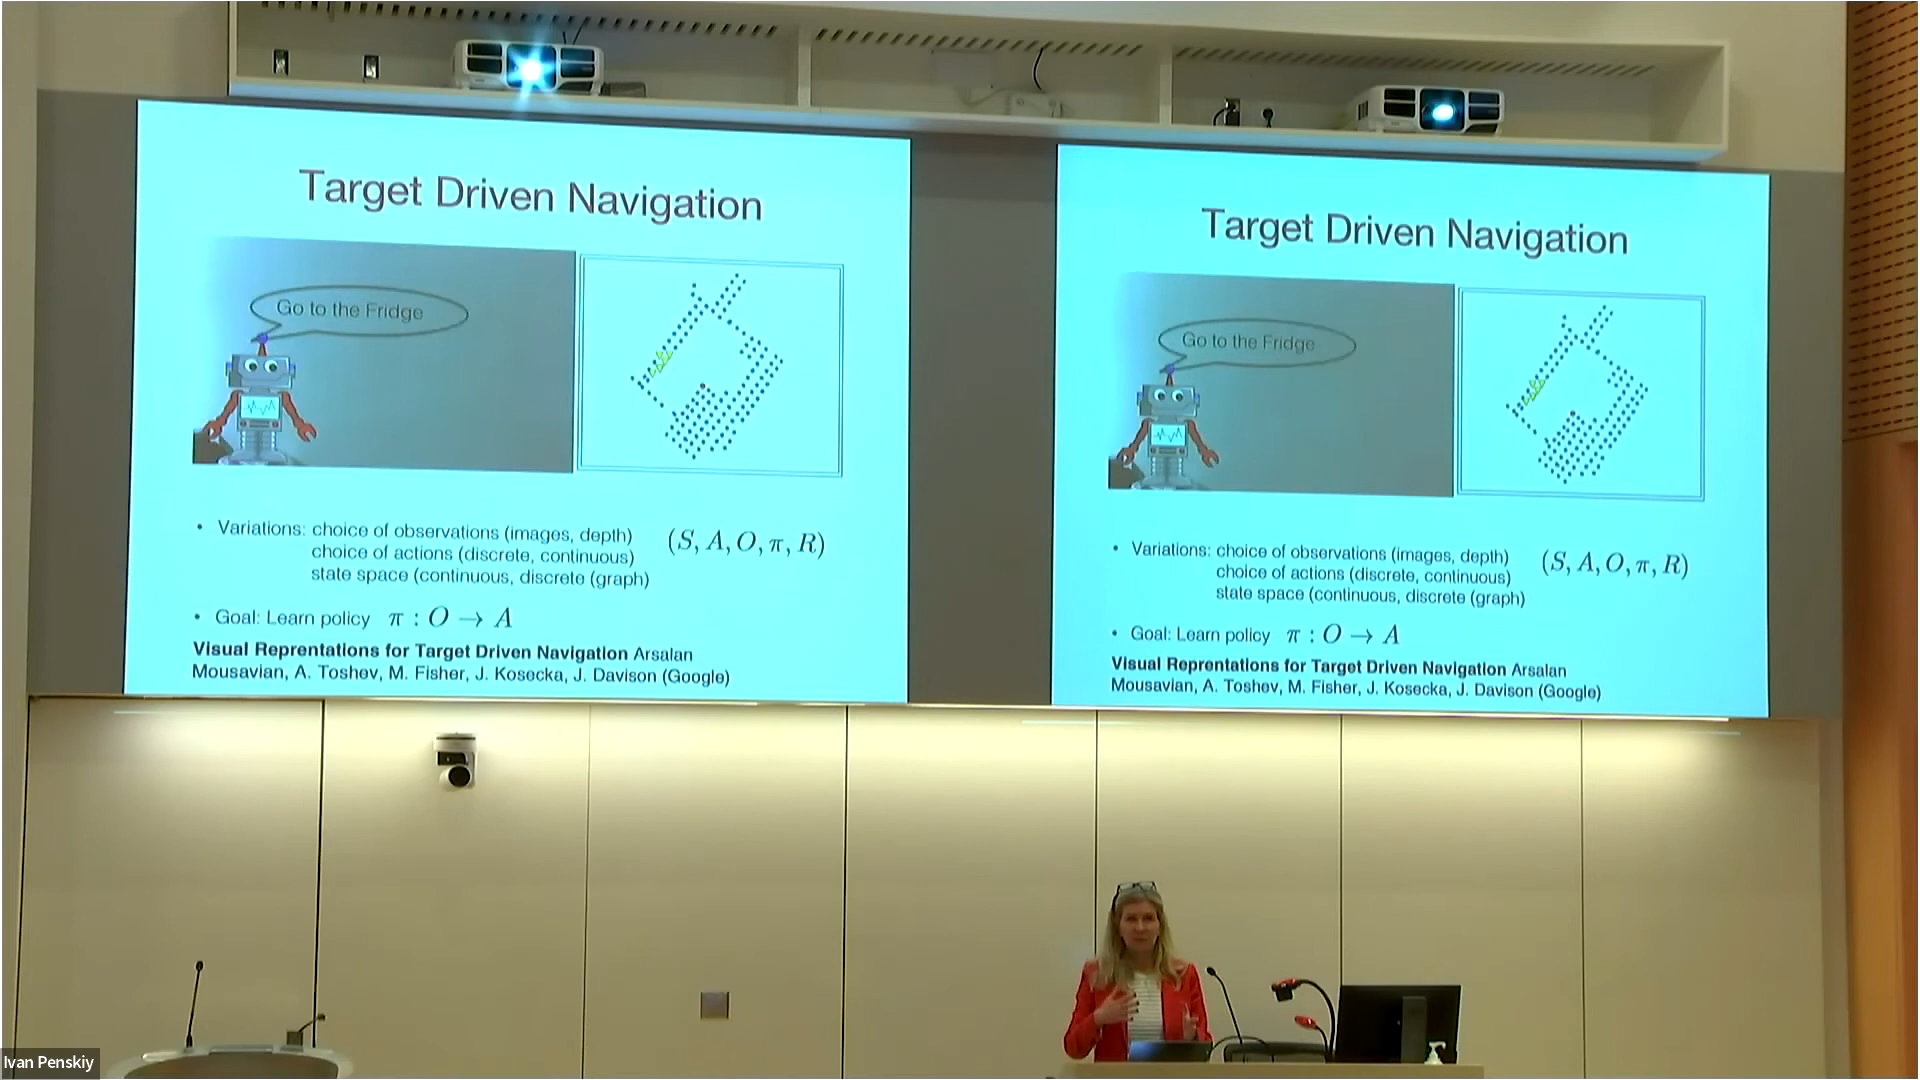 Target Driven Navigation
Go to the Fridge
• Variations: choice of observations (images, depth)
choice of actions (discrete, continuous)
state space (continuous, discrete (graph)
(S, A, O, π, R)
• Goal: Learn policy π : O → A
Visual Reprentations for Target Driven Navigation Arsalan
Mousavian, A. Toshev, M. Fisher, J. Kosecka, J. Davison (Google)
Target Driven Navigation
Go to the Fridge
• Variations: choice of observations (images, depth)
choice of actions (discrete, continuous)
state space (continuous, discrete (graph)
(S, A, O, π, R)
• Goal: Learn policy π : O → A
Visual Reprentations for Target Driven Navigation Arsalan
Mousavian, A. Toshev, M. Fisher, J. Kosecka, J. Davison (Google)
Ivan Penskiy